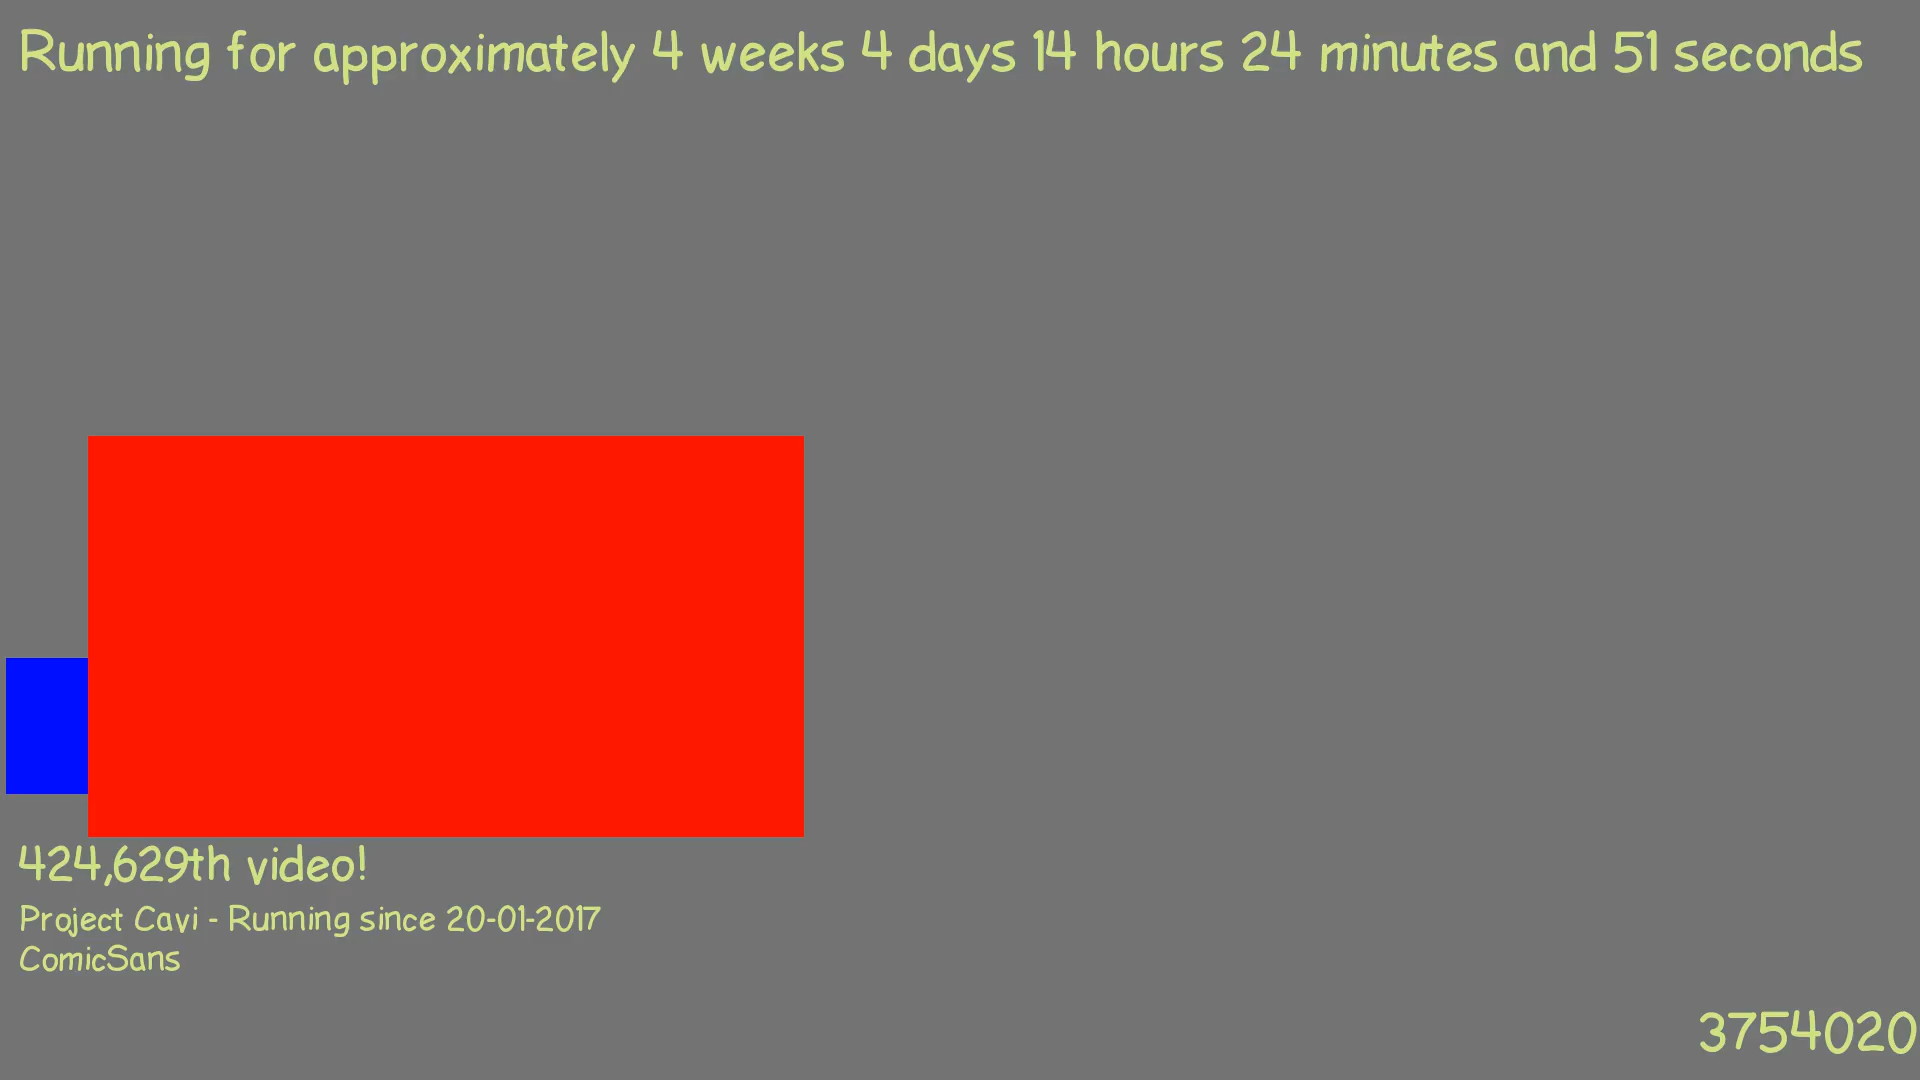 Running for approximately 4 weeks 4 days 14 hours 24 minutes and 51 seconds
424,629th video!
Project Cavi - Running since 20-01-2017
ComicSans
3754020